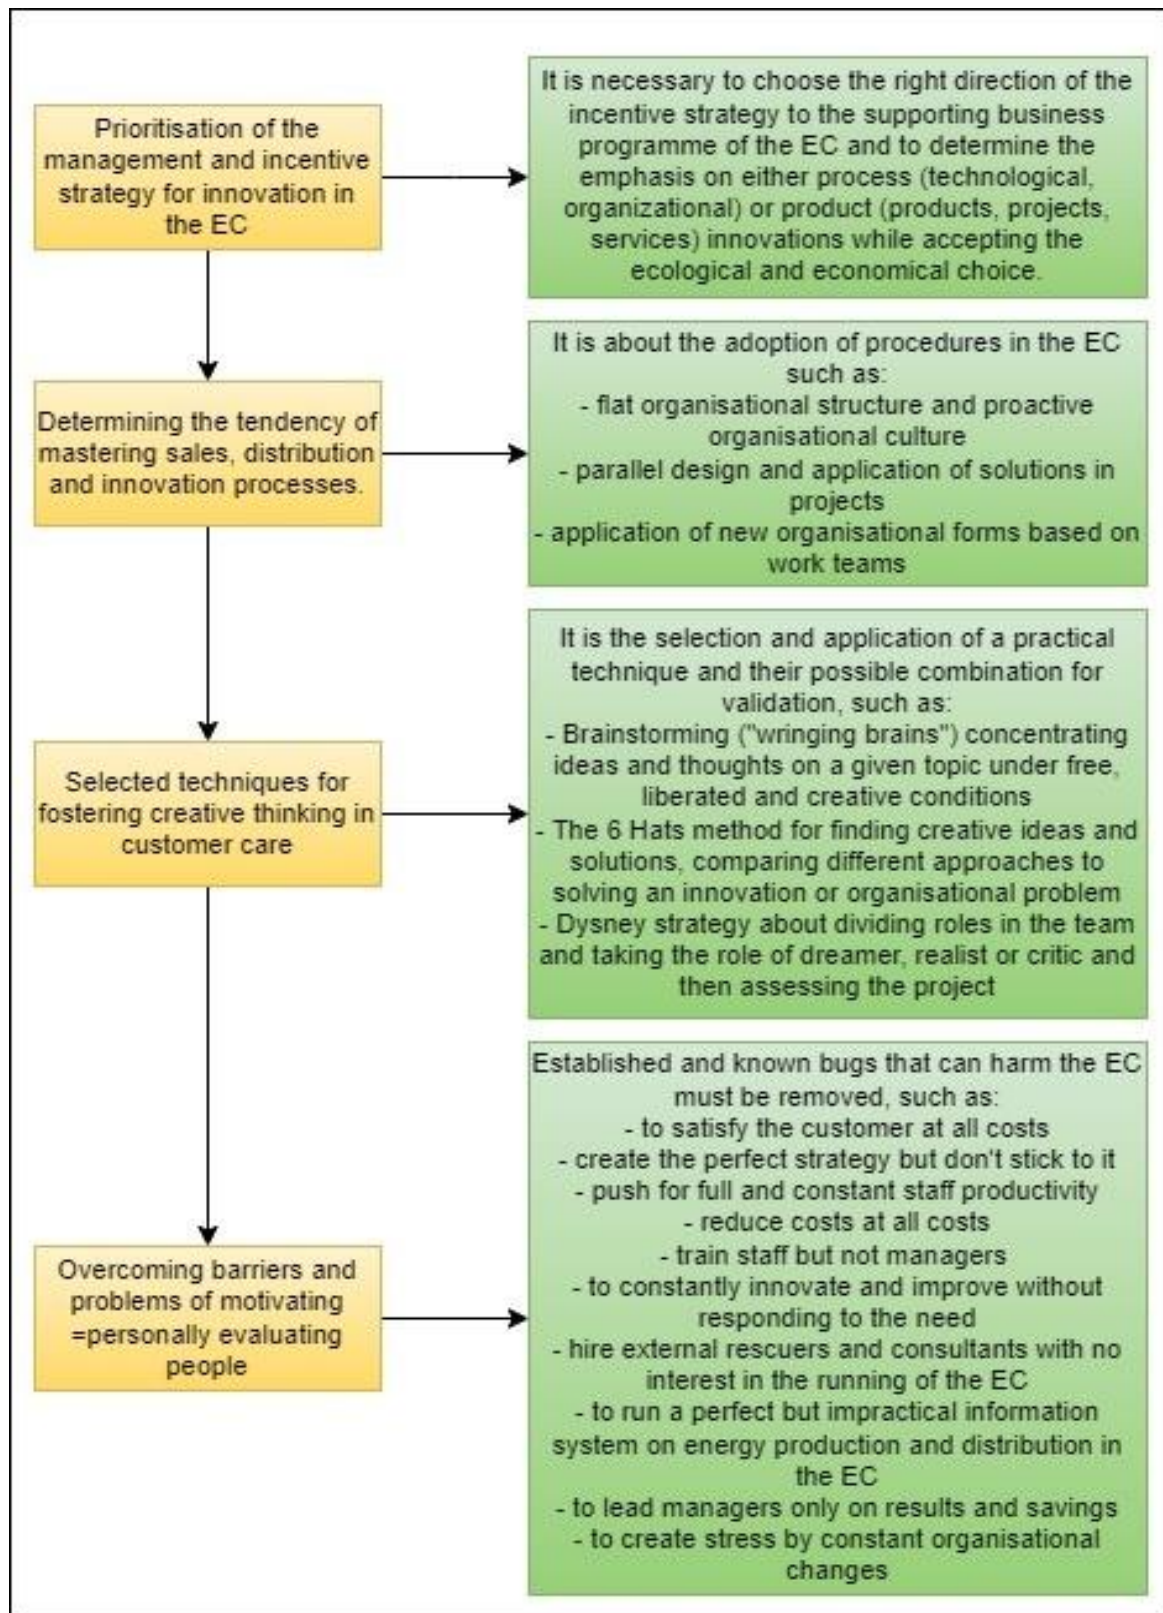 Prioritisation of the
management and incentive
strategy for innovation in
the EC
It is necessary to choose the right direction of the
incentive strategy to the supporting business
programme of the EC and to determine the
emphasis on either process (technological,
organizational) or product (products, projects,
services) innovations while accepting the
ecological and economical choice.
Determining the tendency of
mastering sales, distribution
and innovation processes.
It is about the adoption of procedures in the EC
such as:
- flat organisational structure and proactive
organisational culture
- parallel design and application of solutions in
projects
- application of new organisational forms based on
work teams
Selected techniques for
fostering creative thinking in
customer care
It is the selection and application of a practical
technique and their possible combination for
validation, such as:
- Brainstorming ("wringing brains") concentrating
ideas and thoughts on a given topic under free,
liberated and creative conditions
- The 6 Hats method for finding creative ideas and
solutions, comparing different approaches to
solving an innovation or organisational problem
- Dysney strategy about dividing roles in the team
and taking the role of dreamer, realist or critic and
then assessing the project
Overcoming barriers and
problems of motivating
=personally evaluating
people
Established and known bugs that can harm the EC
must be removed, such as:
- to satisfy the customer at all costs
- create the perfect strategy but don't stick to it
- push for full and constant staff productivity
- reduce costs at all costs
- train staff but not managers
- to constantly innovate and improve without
responding to the need
- hire external rescuers and consultants with no
interest in the running of the EC
- to run a perfect but impractical information
system on energy production and distribution in
the EC
- to lead managers only on results and savings
- to create stress by constant organisational
changes